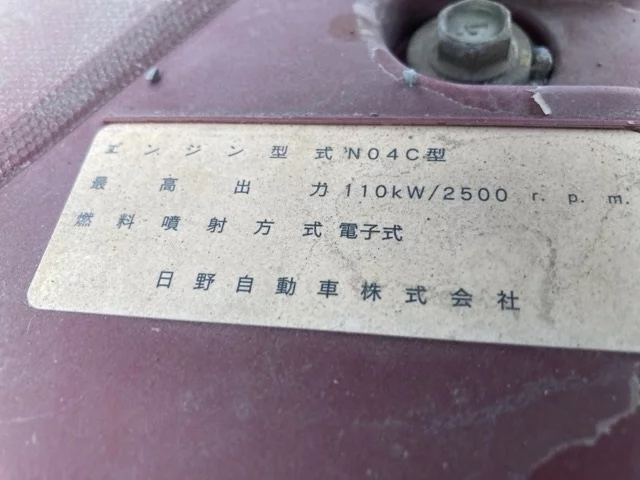 エンジン型式 N04C型
最高出力 110kW/2500 r.p.m.
燃料噴射方式 電子式
日野自動車株式会社